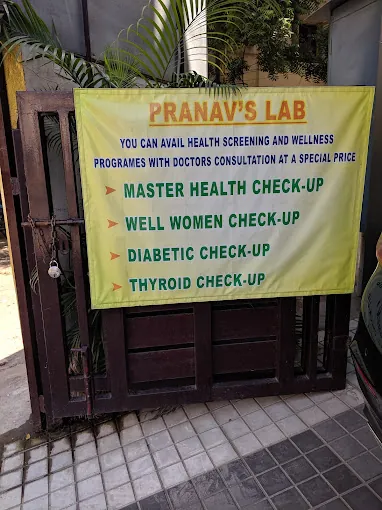 PRANAV'S LAB
YOU CAN AVAIL HEALTH SCREENING AND WELLNESS
PROGRAMES WITH DOCTORS CONSULTATION AT A SPECIAL PRICE
➤ MASTER HEALTH CHECK-UP
➤ WELL WOMEN CHECK-UP
➤ DIABETIC CHECK-UP
➤ THYROID CHECK-UP